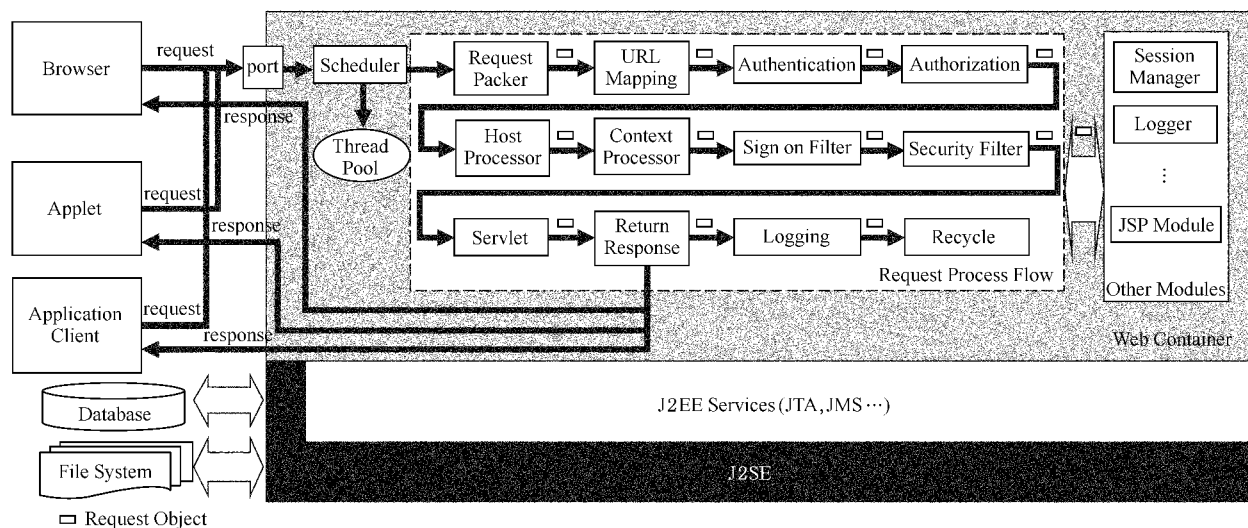 Browser
request
port
Scheduler
Request
Packer
URL
Mapping
Authentication
Authorization
Session
Manager
response
Thread
Pool
Host
Processor
Context
Processor
Sign on Filter
Security Filter
Logger
⋮
Applet
request
response
Servlet
Return
Response
Logging
Recycle
JSP Module
Request Process Flow
Other Modules
Application
Client
request
response
Web Container
Database
J2EE Services (JTA, JMS ⋯)
File System
J2SE
Request Object